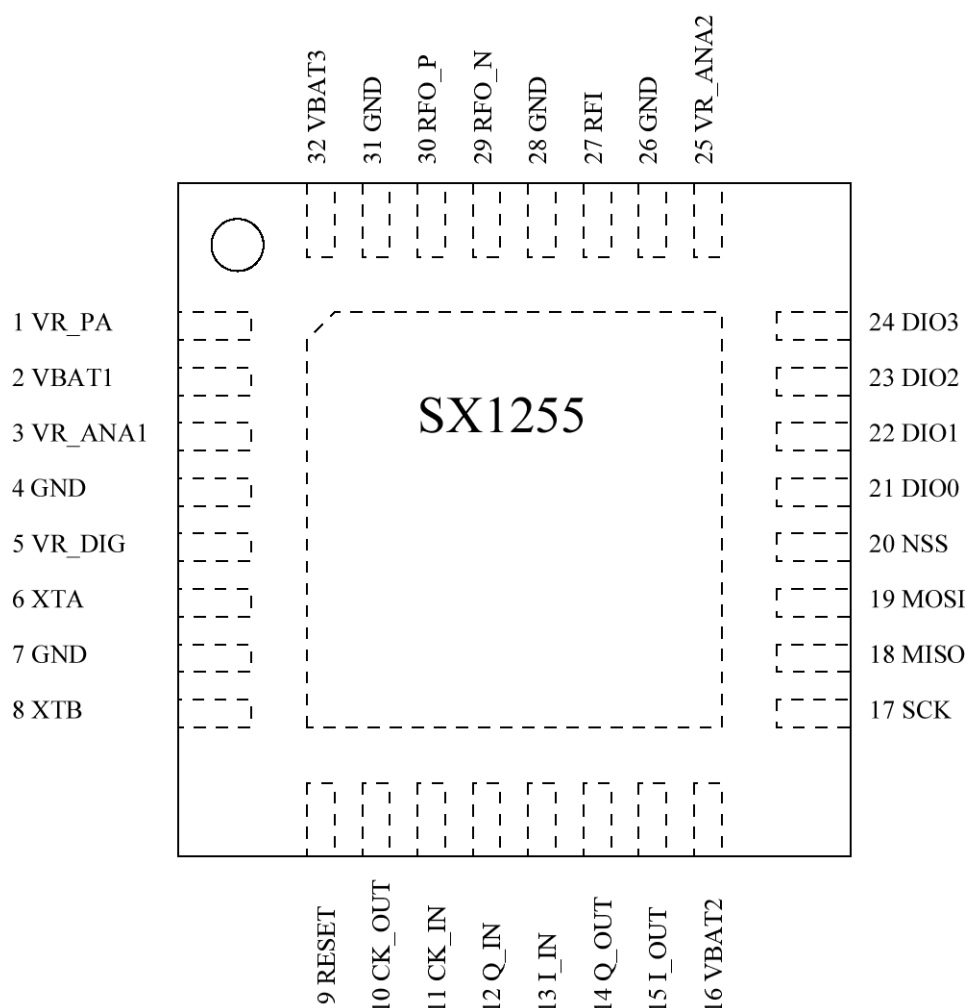 32 VBAT3
31 GND
30 RFO_P
29 RFO_N
28 GND
27 RFI
26 GND
25 VR_ANA2
1 VR_PA
2 VBAT1
3 VR_ANA1
4 GND
5 VR_DIG
6 XTA
7 GND
8 XTB
SX1255
24 DIO3
23 DIO2
22 DIO1
21 DIO0
20 NSS
19 MOSI
18 MISO
17 SCK
9 RESET
10 CK_OUT
11 CK_IN
12 Q_IN
13 I_IN
14 Q_OUT
15 I_OUT
16 VBAT2